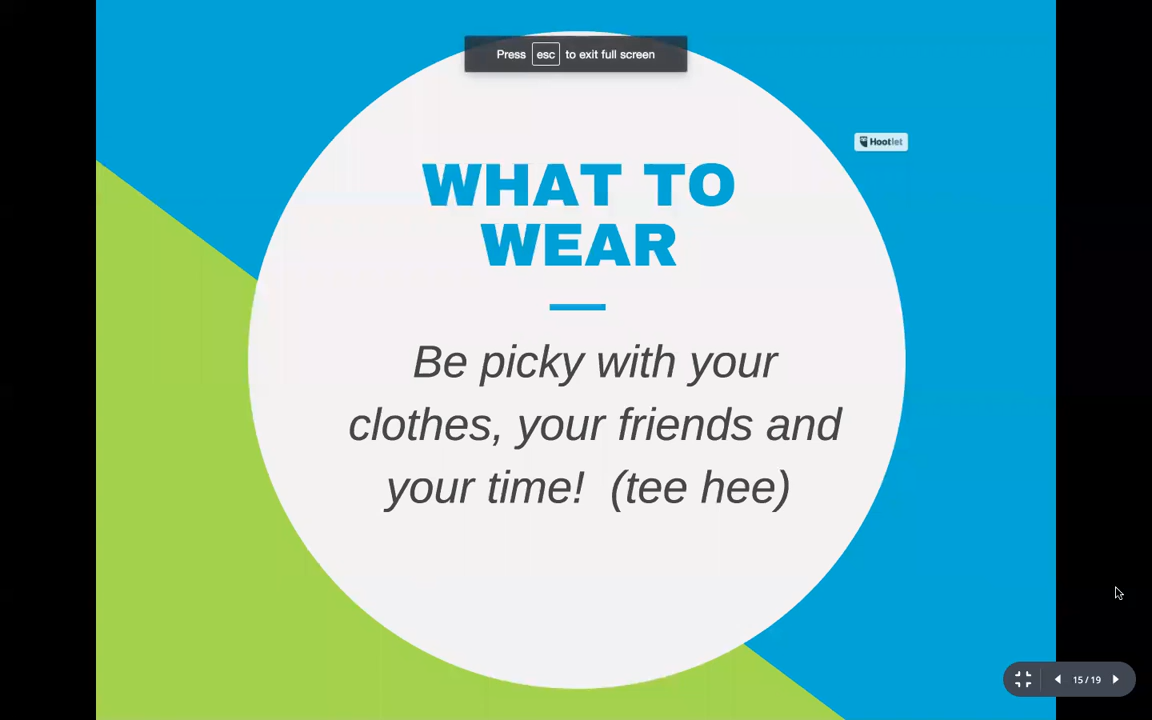 Press esc to exit full screen
Hootlet
WHAT TO
WEAR
Be picky with your
clothes, your friends and
your time!  (tee hee)
15 / 19